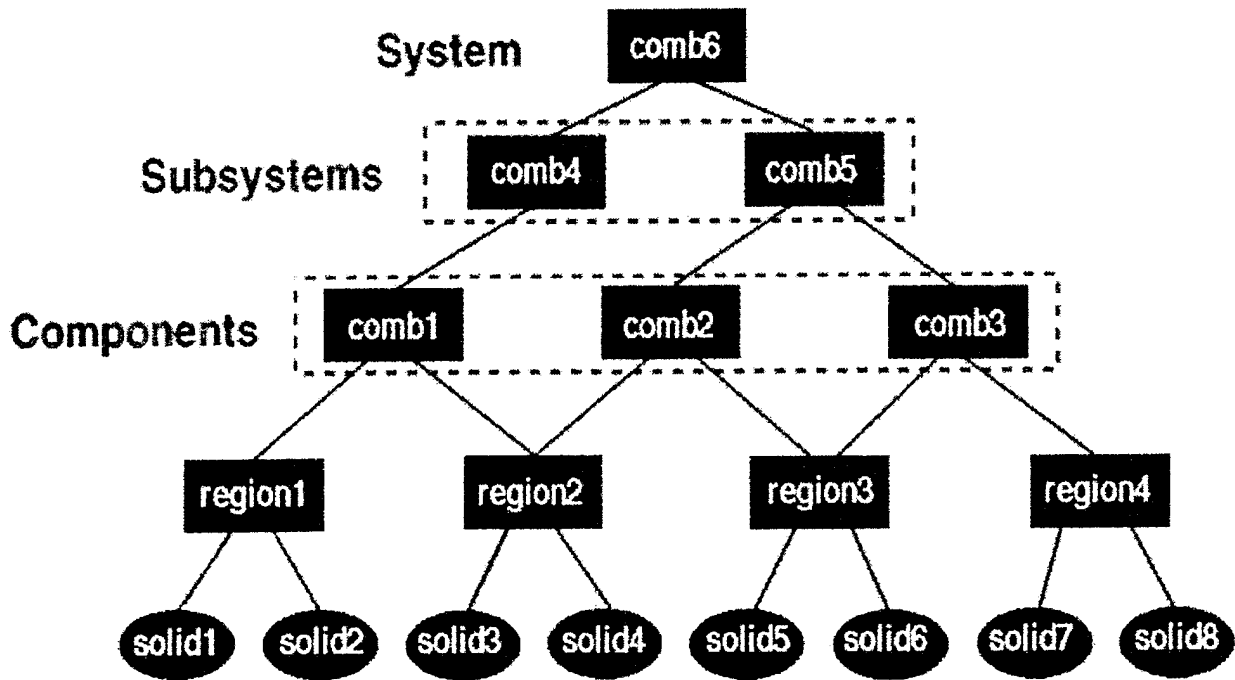 System
comb6
Subsystems
comb4
comb5
Components
comb1
comb2
comb3
region1
region2
region3
region4
solid1
solid2
solid3
solid4
solid5
solid6
solid7
solid8